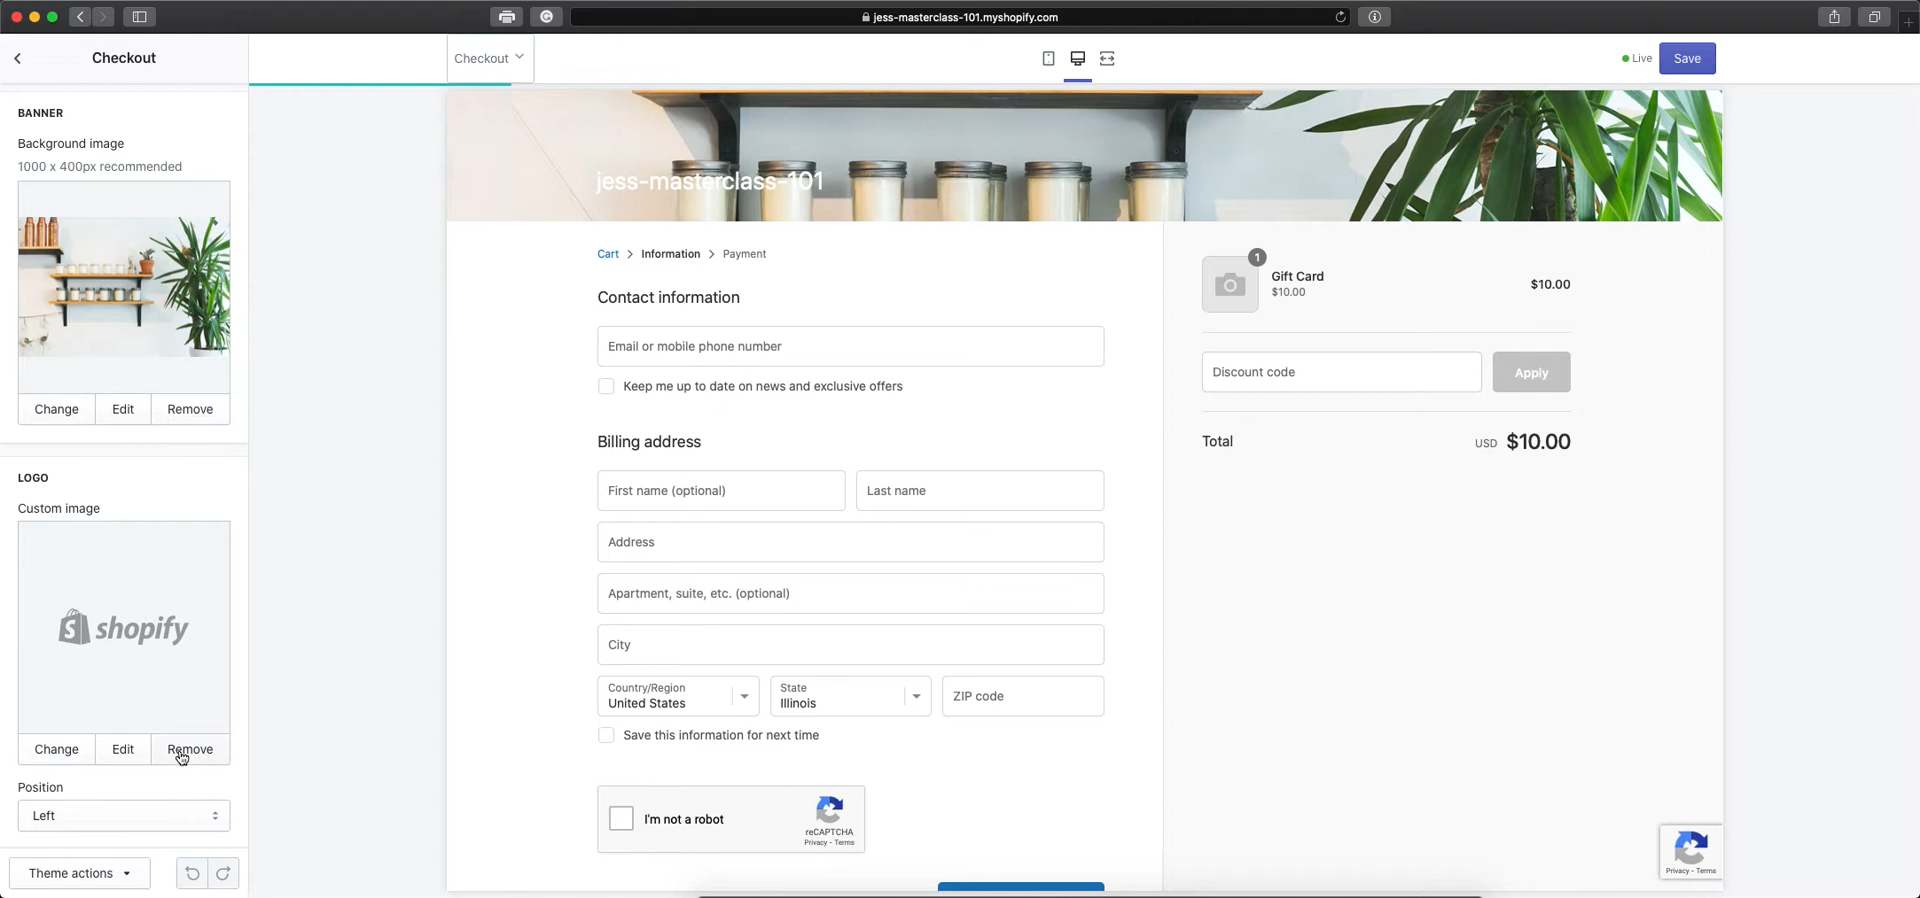 jess-masterclass-101.myshopify.com
Checkout
Checkout
Live
Save
BANNER
Background image
1000 x 400px recommended
Change
Edit
Remove
LOGO
Custom image
shopify
Change
Edit
Remove
Position
Left
Theme actions
jess-masterclass-101
Cart > Information > Payment
Contact information
Email or mobile phone number
Keep me up to date on news and exclusive offers
Billing address
First name (optional)
Last name
Address
Apartment, suite, etc. (optional)
City
Country/Region
United States
State
Illinois
ZIP code
Save this information for next time
I'm not a robot
reCAPTCHA
Privacy - Terms
1
Gift Card
$10.00
$10.00
Discount code
Apply
Total
USD $10.00
Privacy - Terms